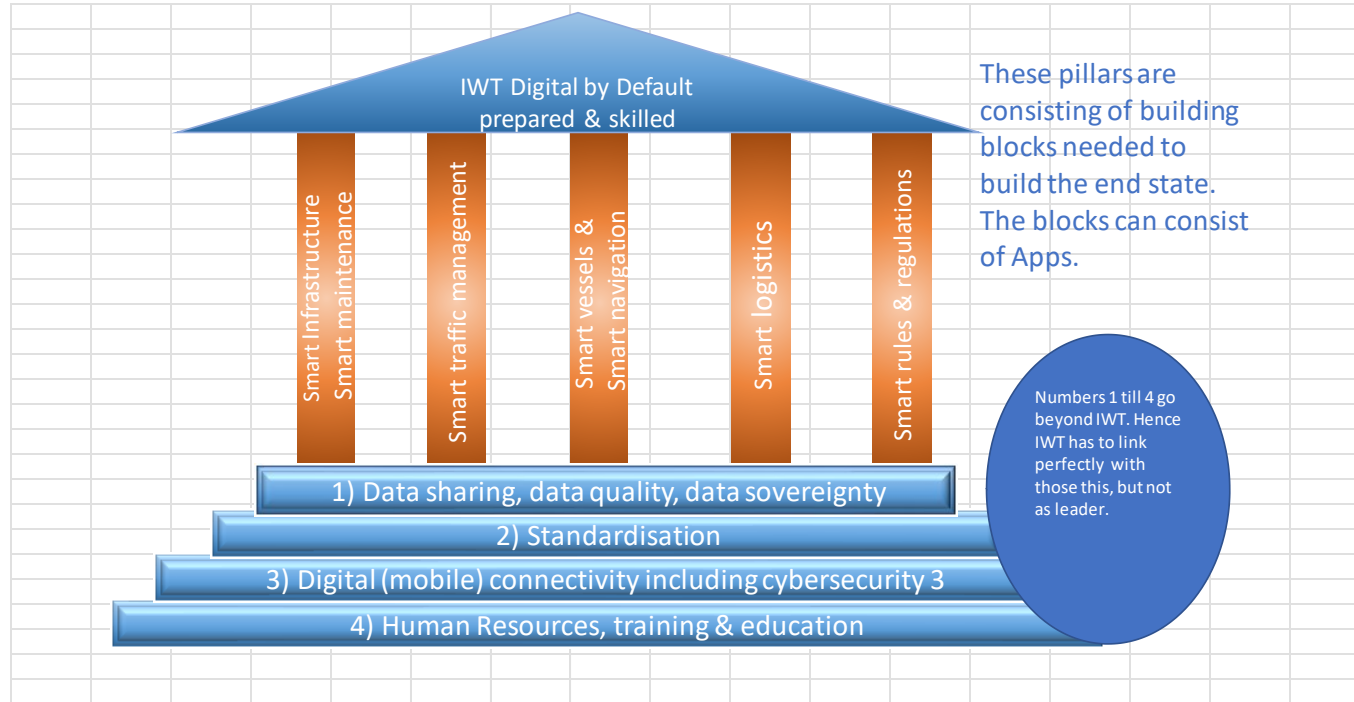 IWT Digital by Default
prepared & skilled
These pillars are
consisting of building
blocks needed to
build the end state.
The blocks can consist
of Apps.
Smart Infrastructure
Smart maintenance
Smart traffic management
Smart vessels &
Smart navigation
Smart logistics
Smart rules & regulations
Numbers 1 till 4 go
beyond IWT. Hence
IWT has to link
perfectly with
those this, but not
as leader.
1) Data sharing, data quality, data sovereignty
2) Standardisation
3) Digital (mobile) connectivity including cybersecurity 3
4) Human Resources, training & education